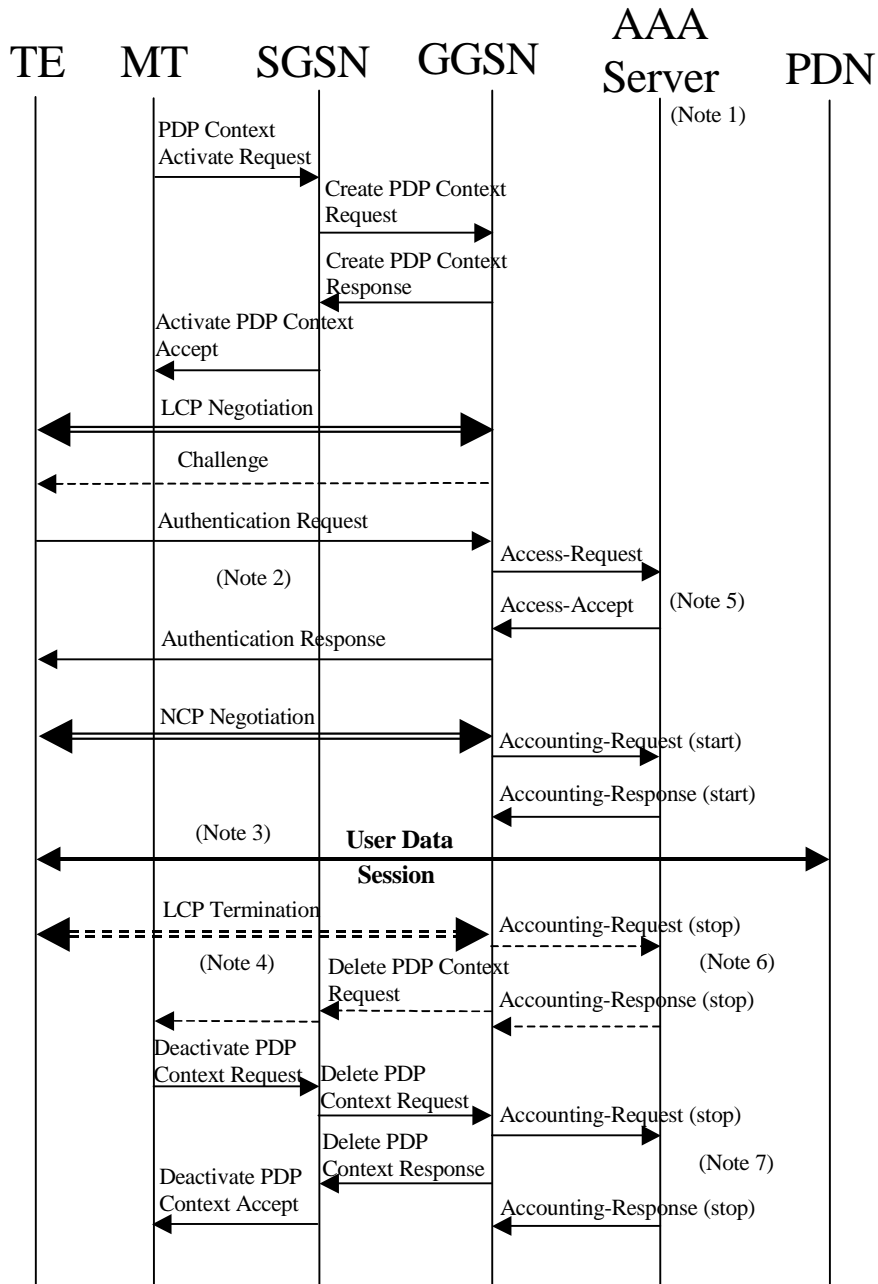 TE MT SGSN GGSN AAA Server PDN
(Note 1)
PDP Context
Activate Request
Create PDP Context
Request
Create PDP Context
Response
Activate PDP Context
Accept
LCP Negotiation
Challenge
Authentication Request
Access-Request
(Note 2)
(Note 5)
Access-Accept
Authentication Response
NCP Negotiation
Accounting-Request (start)
Accounting-Response (start)
(Note 3)
User Data
Session
LCP Termination
Accounting-Request (stop)
(Note 4)
(Note 6)
Delete PDP Context
Request
Accounting-Response (stop)
Deactivate PDP
Context Request
Delete PDP
Context Request
Accounting-Request (stop)
Delete PDP
Context Response
(Note 7)
Deactivate PDP
Context Accept
Accounting-Response (stop)